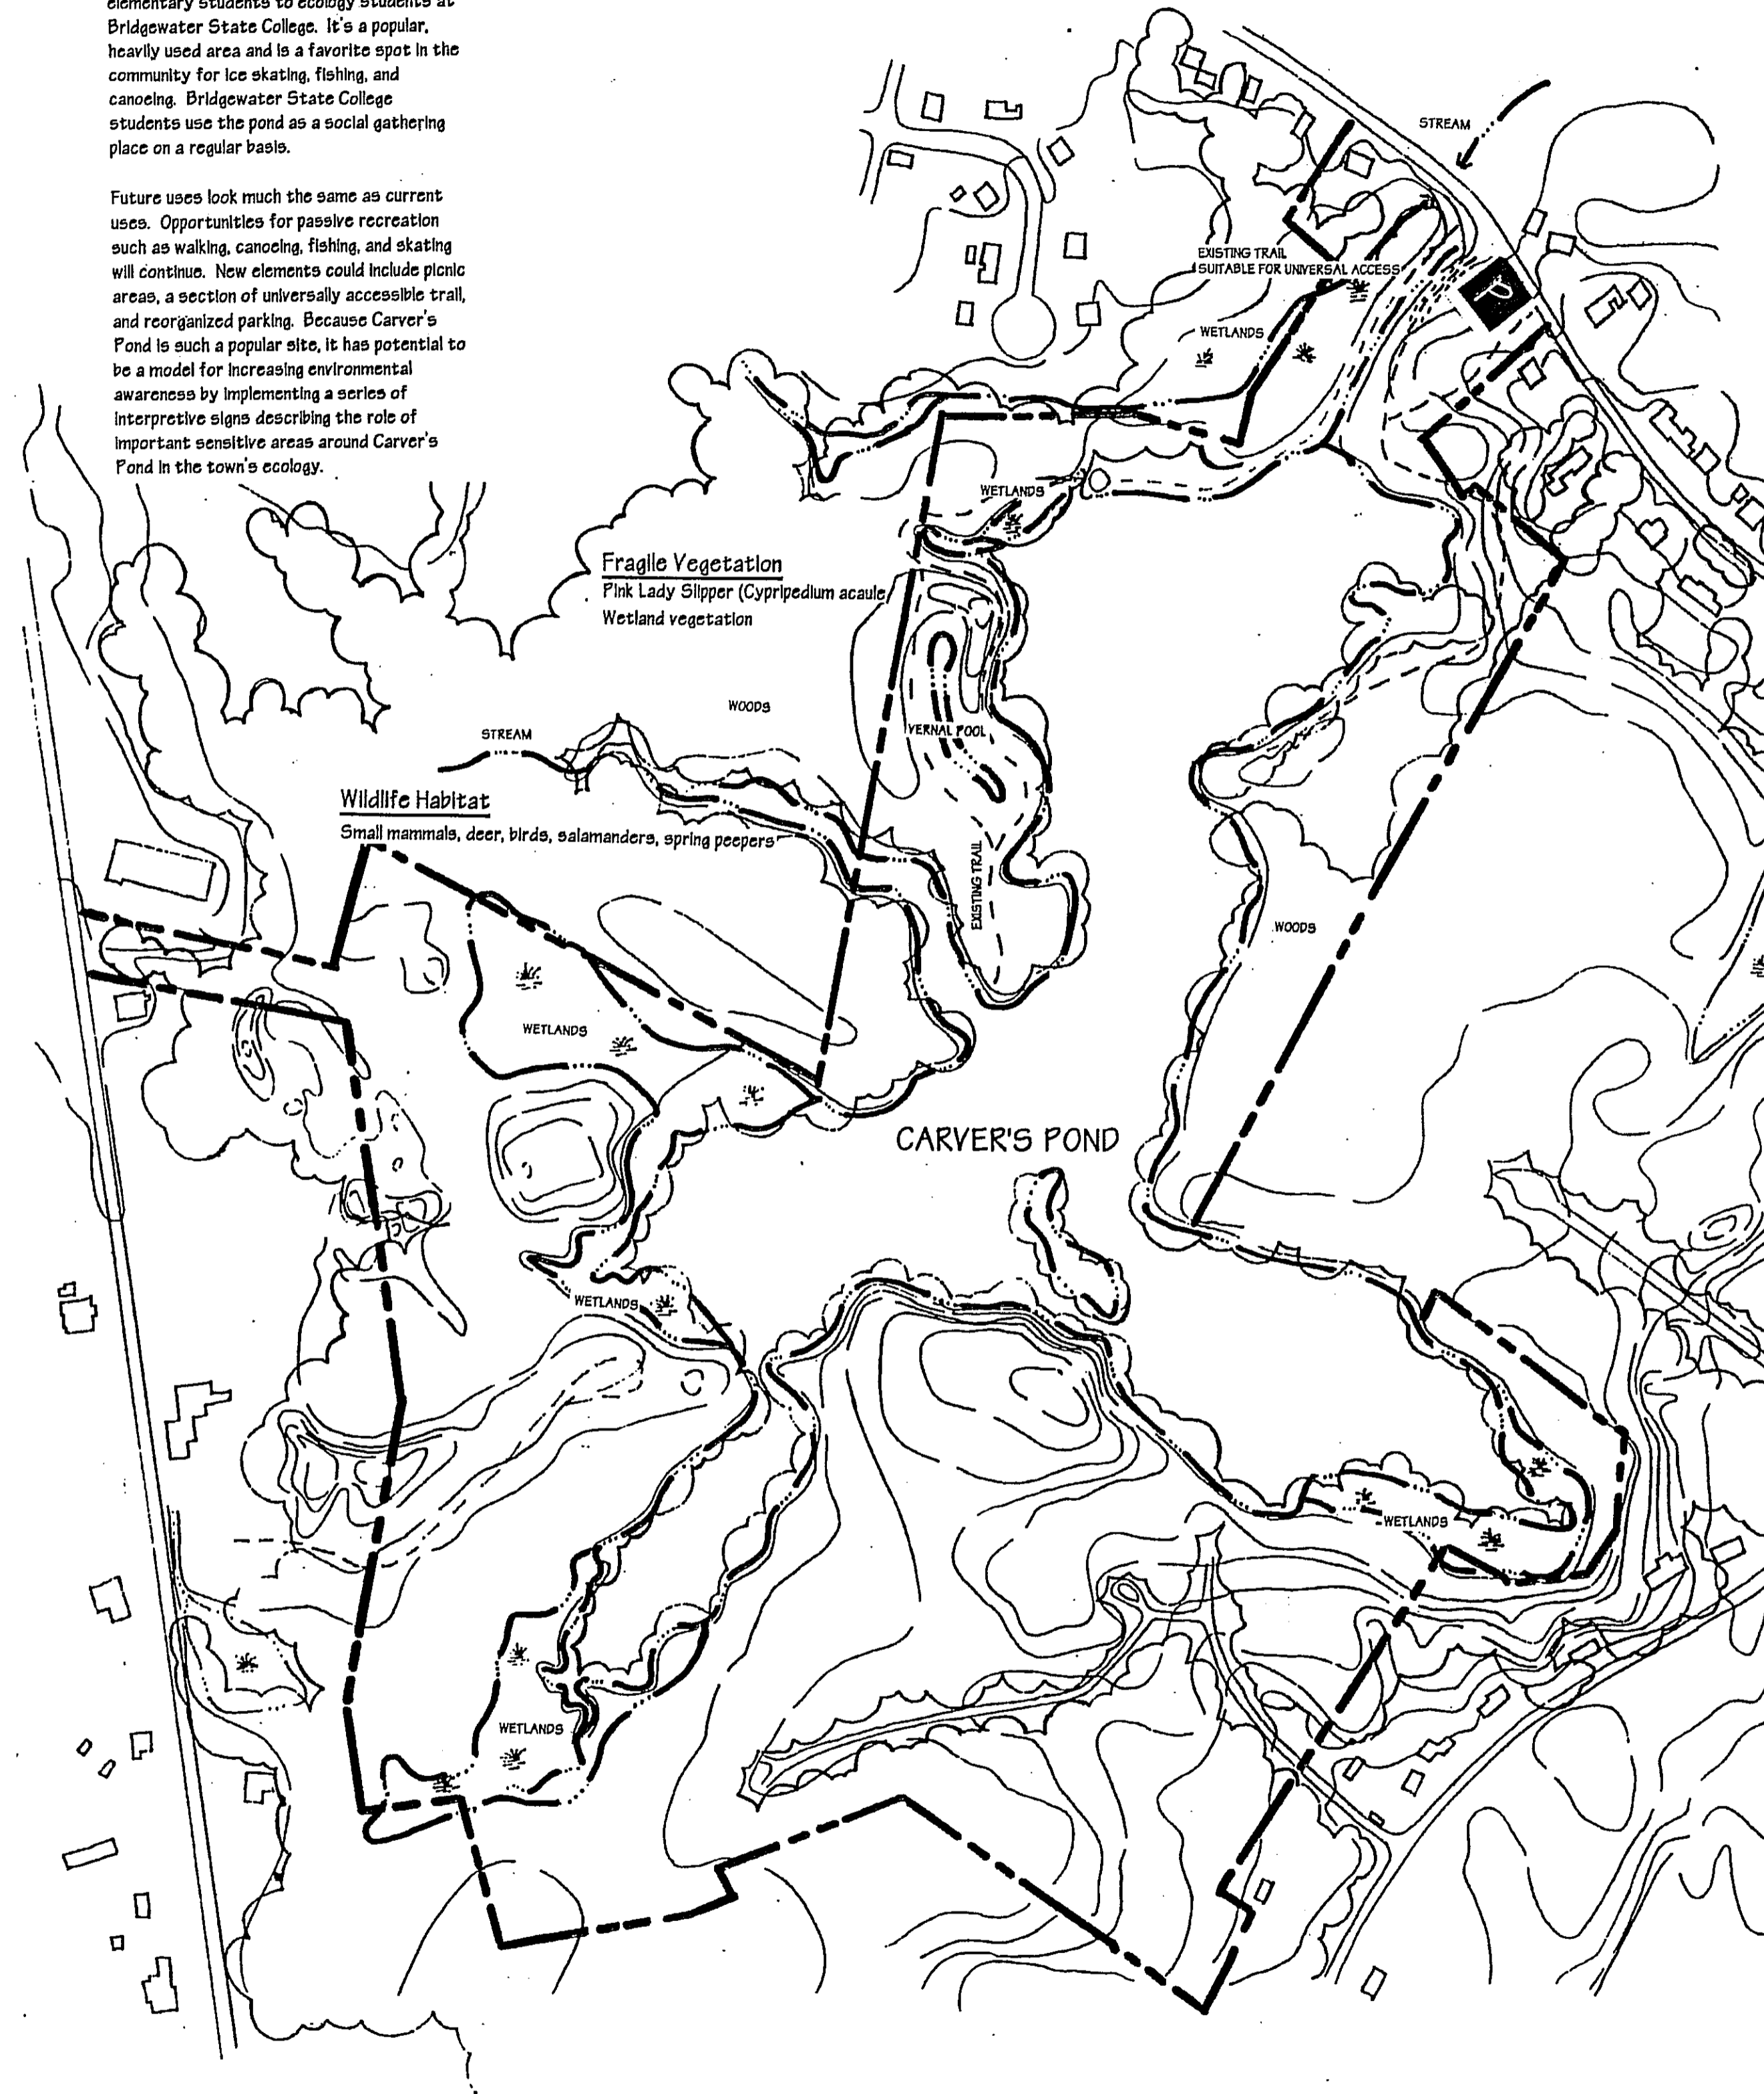 elementary students to ecology students at
Bridgewater State College. It's a popular,
heavily used area and is a favorite spot in the
community for ice skating, fishing, and
canoeing. Bridgewater State College
students use the pond as a social gathering
place on a regular basis.
Future uses look much the same as current
uses. Opportunities for passive recreation
such as walking, canoeing, fishing, and skating
will continue. New elements could include picnic
areas, a section of universally accessible trail,
and reorganized parking. Because Carver's
Pond is such a popular site, it has potential to
be a model for increasing environmental
awareness by implementing a series of
interpretive signs describing the role of
important sensitive areas around Carver's
Pond in the town's ecology.
STREAM
EXISTING TRAIL
SUITABLE FOR UNIVERSAL ACCESS
P
WETLANDS
WETLANDS
Fragile Vegetation
Pink Lady Slipper (Cypripedium acaule)
Wetland vegetation
WOODS
VERNAL POOL
STREAM
Wildlife Habitat
Small mammals, deer, birds, salamanders, spring peepers
EXISTING TRAIL
WOODS
WETLANDS
CARVER'S POND
WETLANDS
WETLANDS
WETLANDS